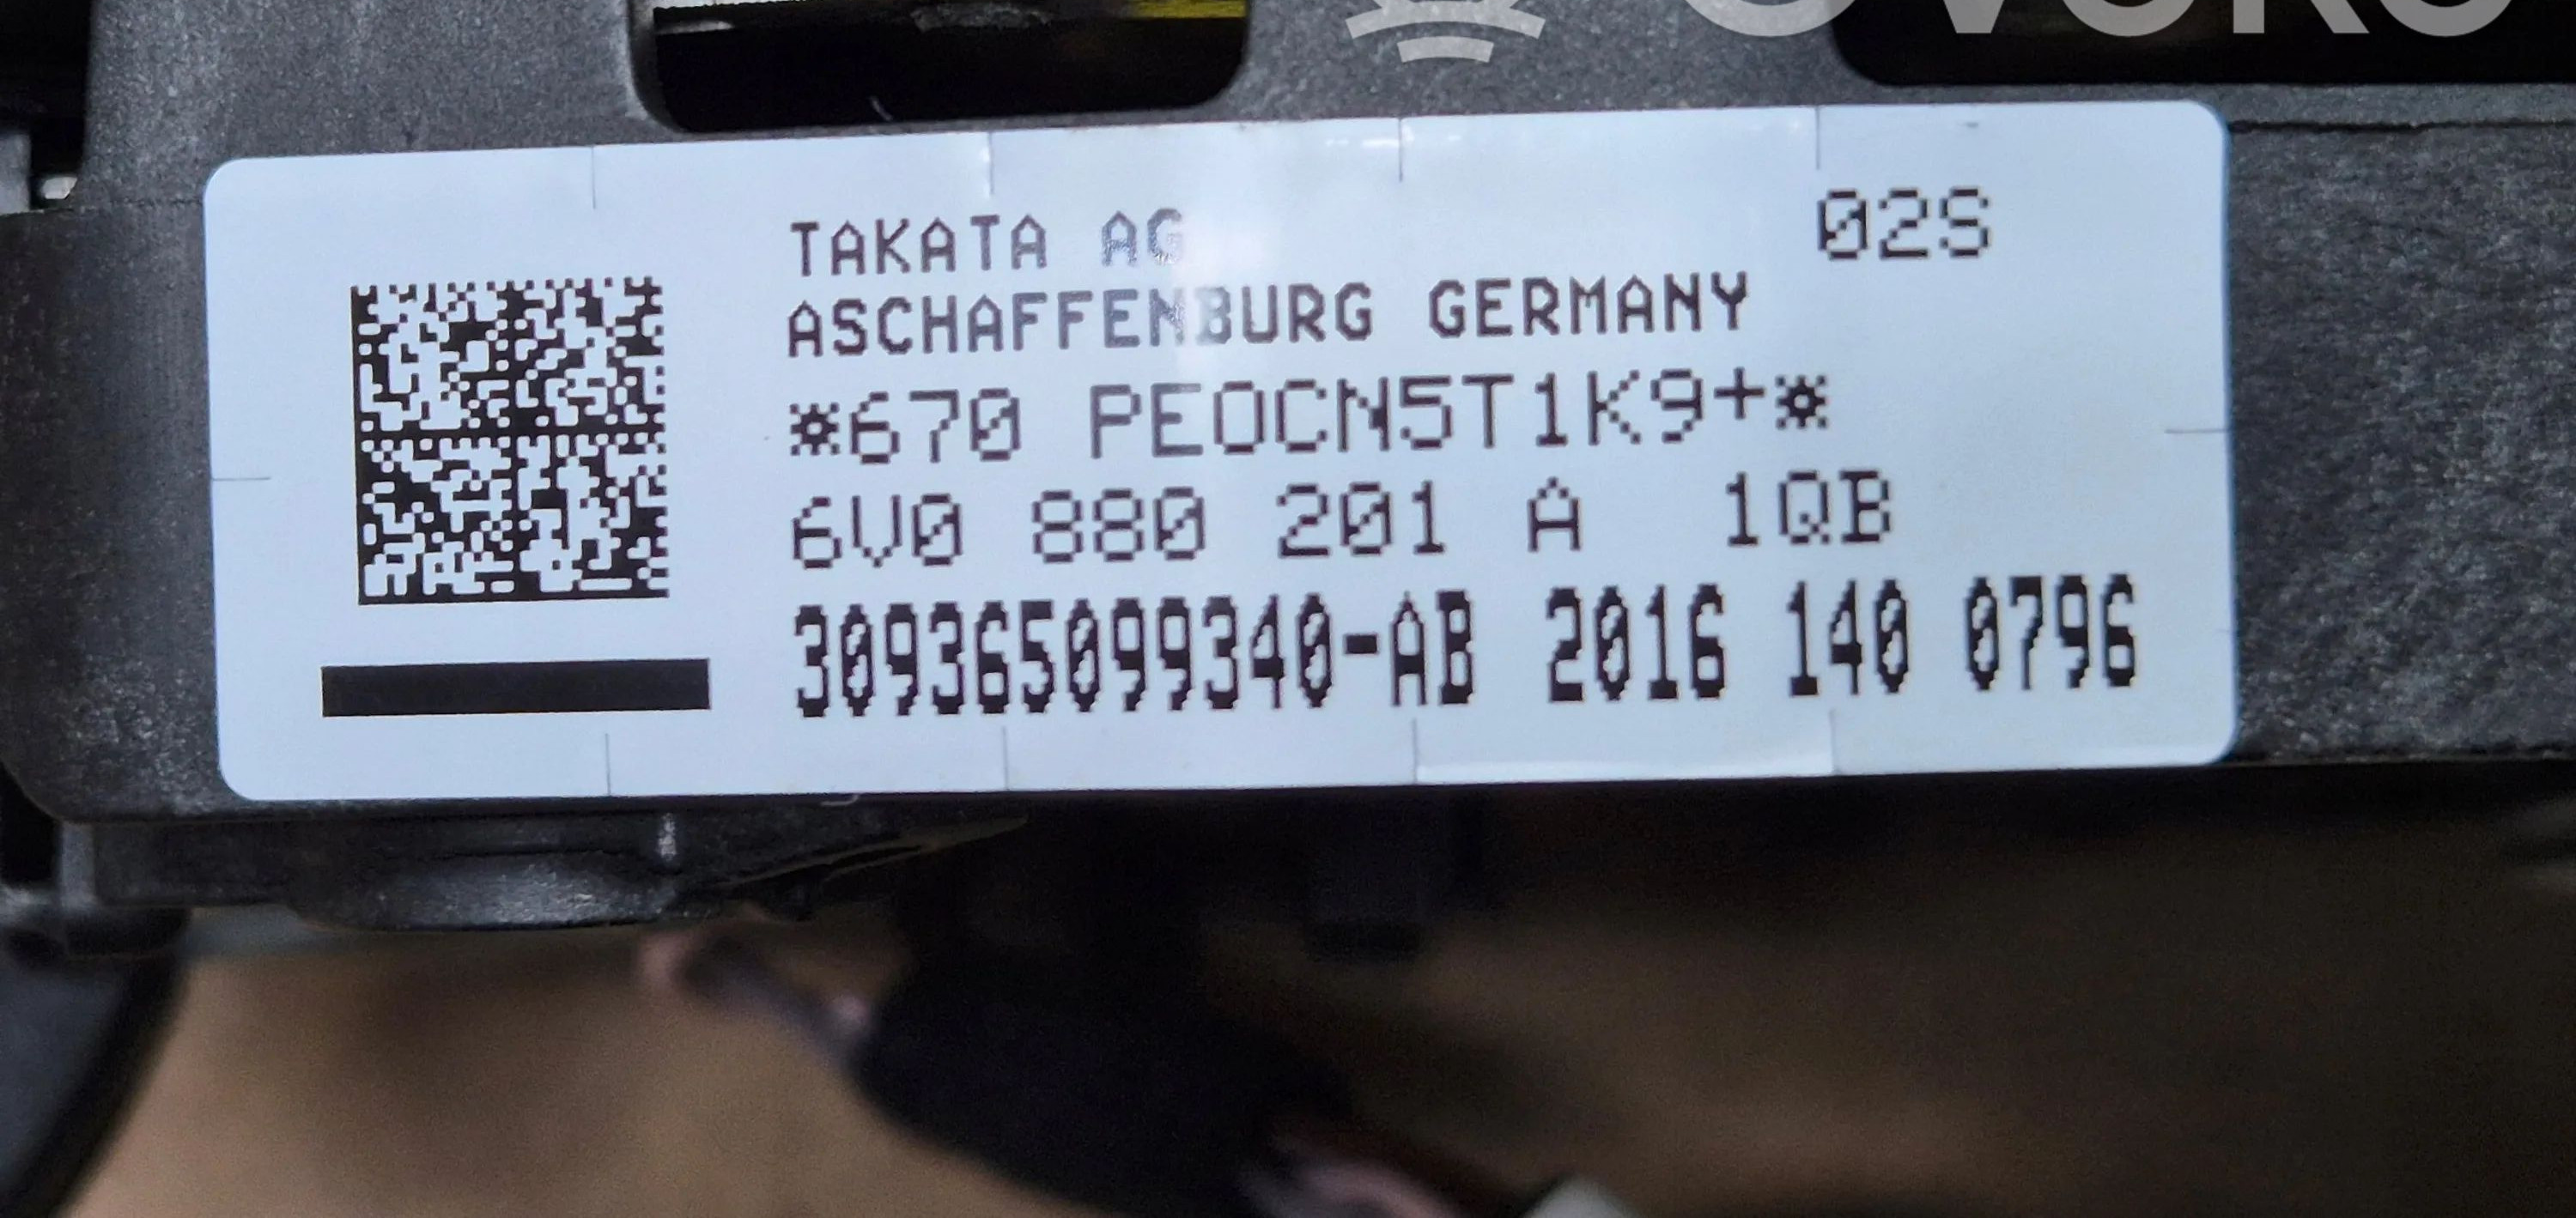 TAKATA AG 02S
ASCHAFFENBURG GERMANY
*670 PEOCN5T1K9+*
6V0 880 201 A 1QB
309365099340-AB 2016 140 0796